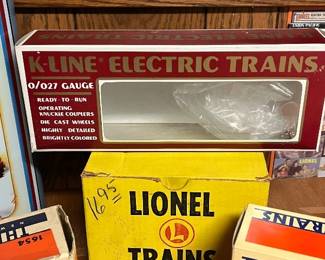 K-LINE ELECTRIC TRAINS
O/027 GAUGE
READY-TO-RUN
OPERATING
KNUCKLE COUPLERS
DIE CAST WHEELS
HIGHLY DETAILED
BRIGHTLY COLORED
16 95
LIONEL
L
TRAINS
1654
TRAINS